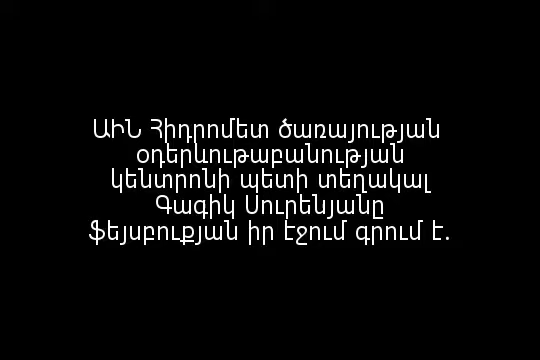 ԱԻՆ Հիդրոմետ ծառայության
օդերևութաբանության
կենտրոնի պետի տեղակալ
Գագիկ Սուրենյանը
ֆեյսբուքյան իր էջում գրում է.